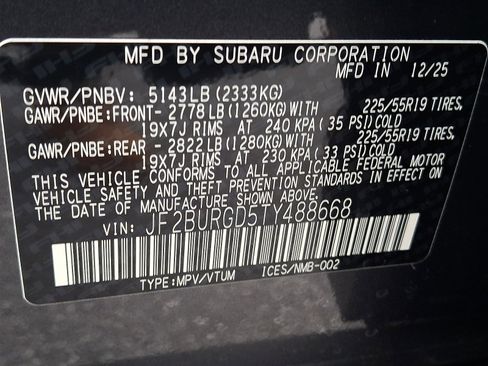 MFD BY SUBARU CORPORATION
MFD IN 12/25
GVWR/PNBV: 5143LB (2333KG)
GAWR/PNBE:FRONT- 2778LB (1260KG)WITH 225/55R19 TIRES,
19X7J RIMS AT 240 KPA (35 PSI)COLD
GAWR/PNBE:REAR - 2822LB (1280KG)WITH 225/55R19 TIRES,
19X7J RIMS AT 230 KPA (33 PSI)COLD
THIS VEHICLE CONFORMS TO ALL APPLICABLE FEDERAL MOTOR
VEHICLE SAFETY AND THEFT PREVENTION STANDARDS IN EFFECT ON
THE DATE OF MANUFACTURE SHOWN ABOVE.
VIN: JF2BURGD5TY488668
TYPE:MPV/VTUM ICES/NMB-002